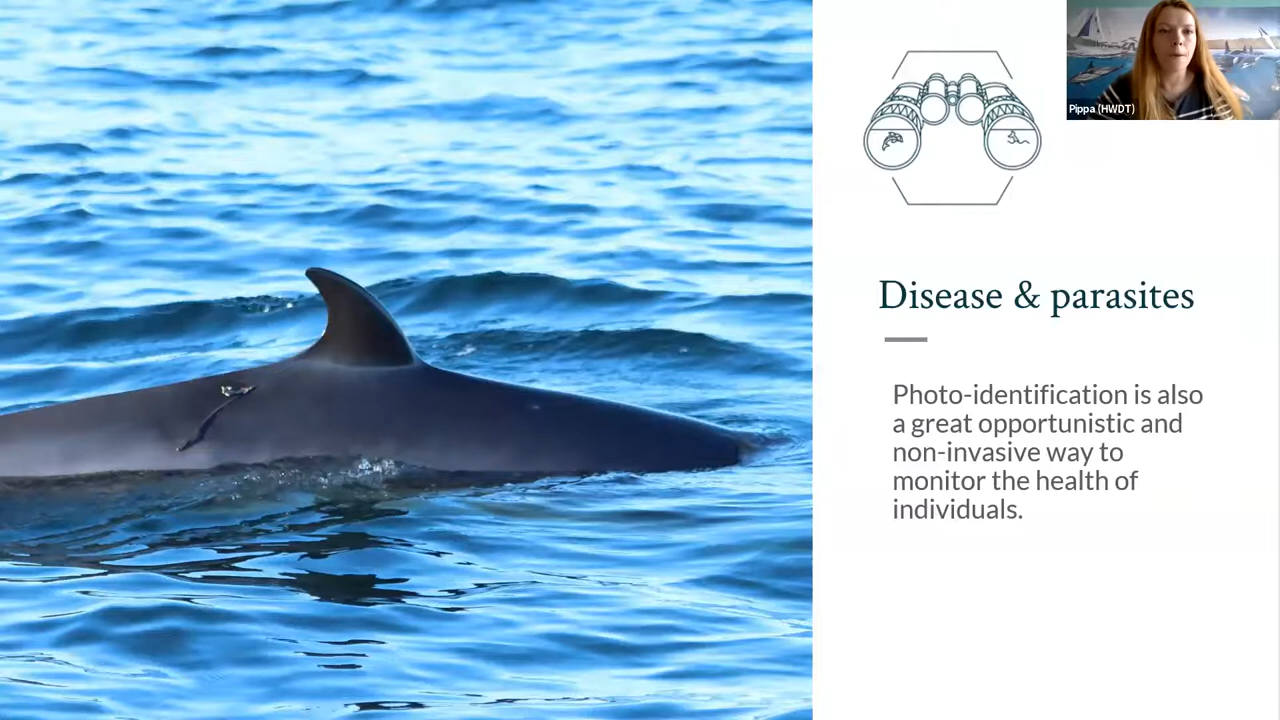 Pippa (HWDT)
Disease & parasites
Photo-identification is also
a great opportunistic and
non-invasive way to
monitor the health of
individuals.